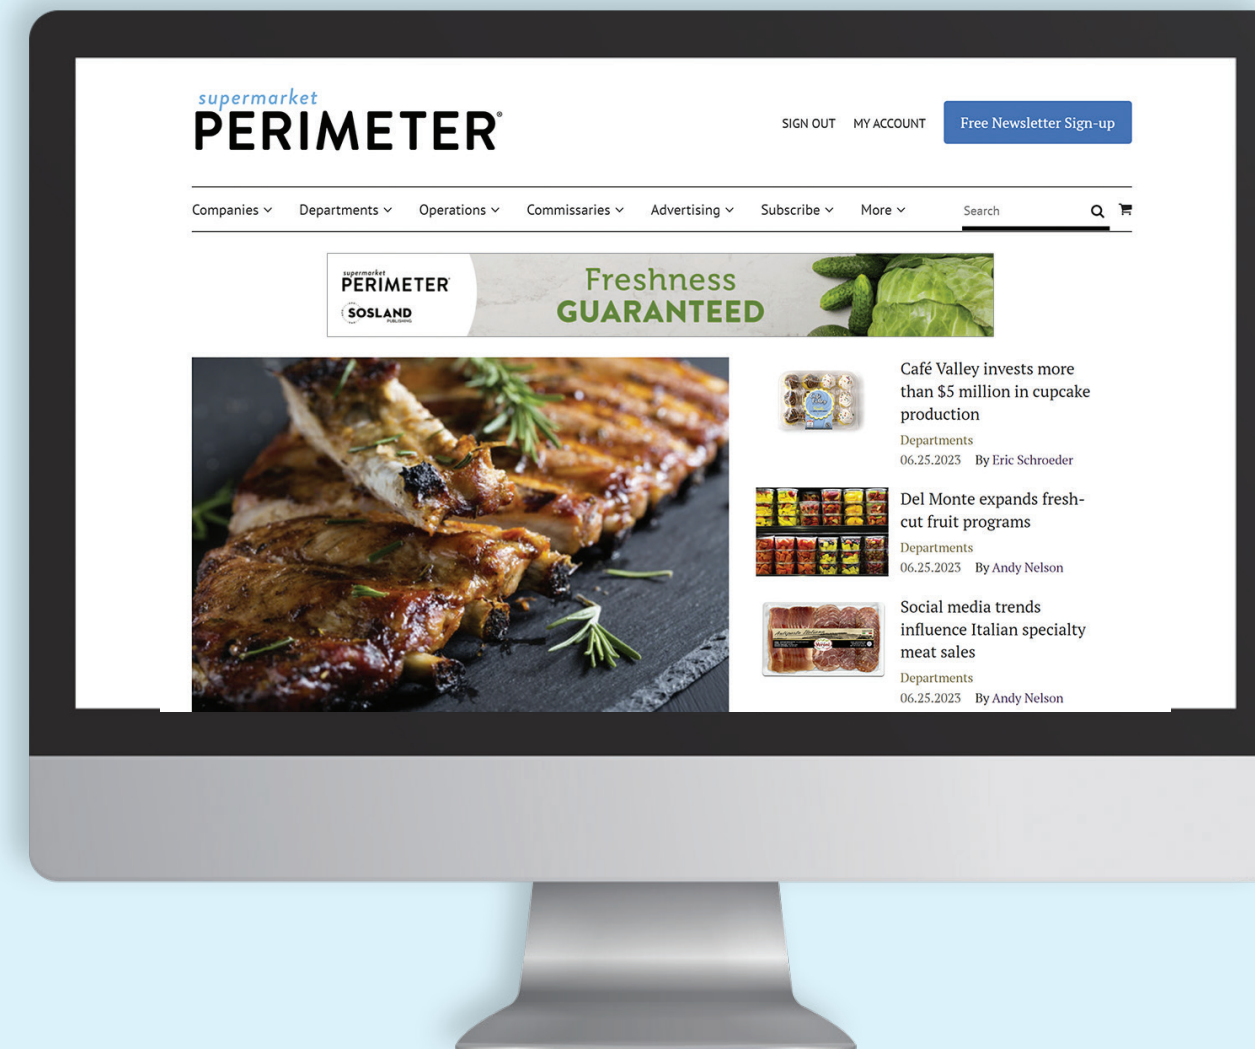 supermarket
PERIMETER®
SIGN OUT MY ACCOUNT Free Newsletter Sign-up
Companies Departments Operations Commissaries Advertising Subscribe More Search
supermarket
PERIMETER®
SOSLAND
PUBLISHING
Freshness
GUARANTEED
Café Valley invests more
than $5 million in cupcake
production
Departments
06.25.2023 By Eric Schroeder
Del Monte expands fresh-
cut fruit programs
Departments
06.25.2023 By Andy Nelson
Antipasto Italiano
Social media trends
influence Italian specialty
meat sales
Departments
06.25.2023 By Andy Nelson